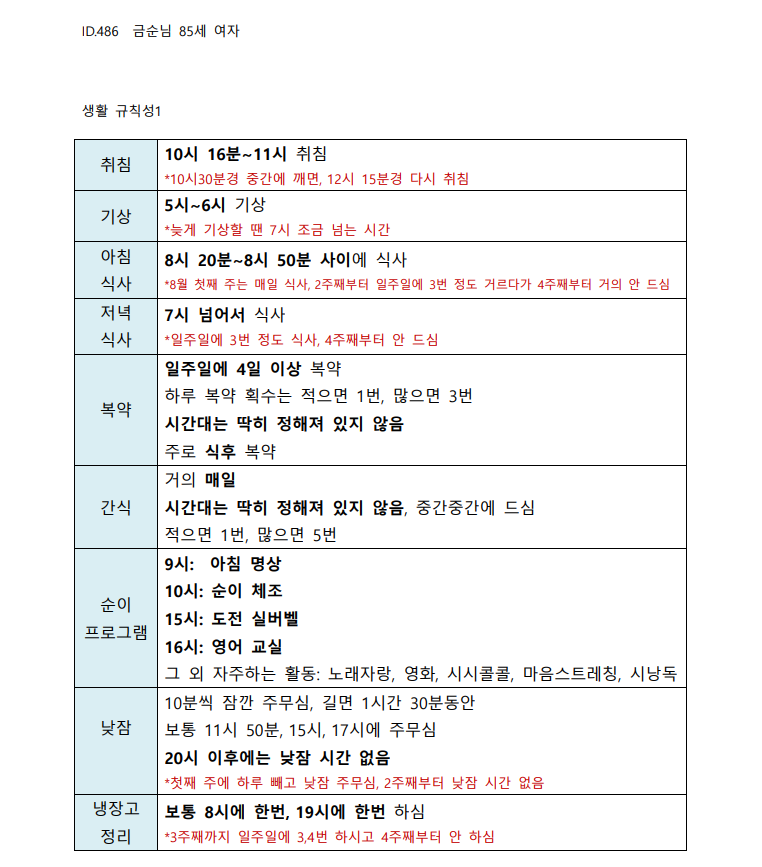 ID.486 금순님 85세 여자
생활 규칙성1
취침
10시 16분~11시 취침
*10시30분경 중간에 깨면, 12시 15분경 다시 취침
기상
5시~6시 기상
*늦게 기상할 땐 7시 조금 넘는 시간
아침
식사
8시 20분~8시 50분 사이에 식사
*8월 첫째 주는 매일 식사, 2주째부터 일주일에 3번 정도 거르다가 4주째부터 거의 안 드심
저녁
식사
7시 넘어서 식사
*일주일에 3번 정도 식사, 4주째부터 안 드심
복약
일주일에 4일 이상 복약
하루 복약 횟수는 적으면 1번, 많으면 3번
시간대는 딱히 정해져 있지 않음
주로 식후 복약
간식
거의 매일
시간대는 딱히 정해져 있지 않음, 중간중간에 드심
적으면 1번, 많으면 5번
순이
프로그램
9시: 아침 명상
10시: 순이 체조
15시: 도전 실버벨
16시: 영어 교실
그 외 자주하는 활동: 노래자랑, 영화, 시시콜콜, 마음스트레칭, 시낭독
낮잠
10분씩 잠깐 주무심, 길면 1시간 30분동안
보통 11시 50분, 15시, 17시에 주무심
20시 이후에는 낮잠 시간 없음
*첫째 주에 하루 빼고 낮잠 주무심, 2주째부터 낮잠 시간 없음
냉장고
정리
보통 8시에 한번, 19시에 한번 하심
*3주째까지 일주일에 3,4번 하시고 4주째부터 안 하심